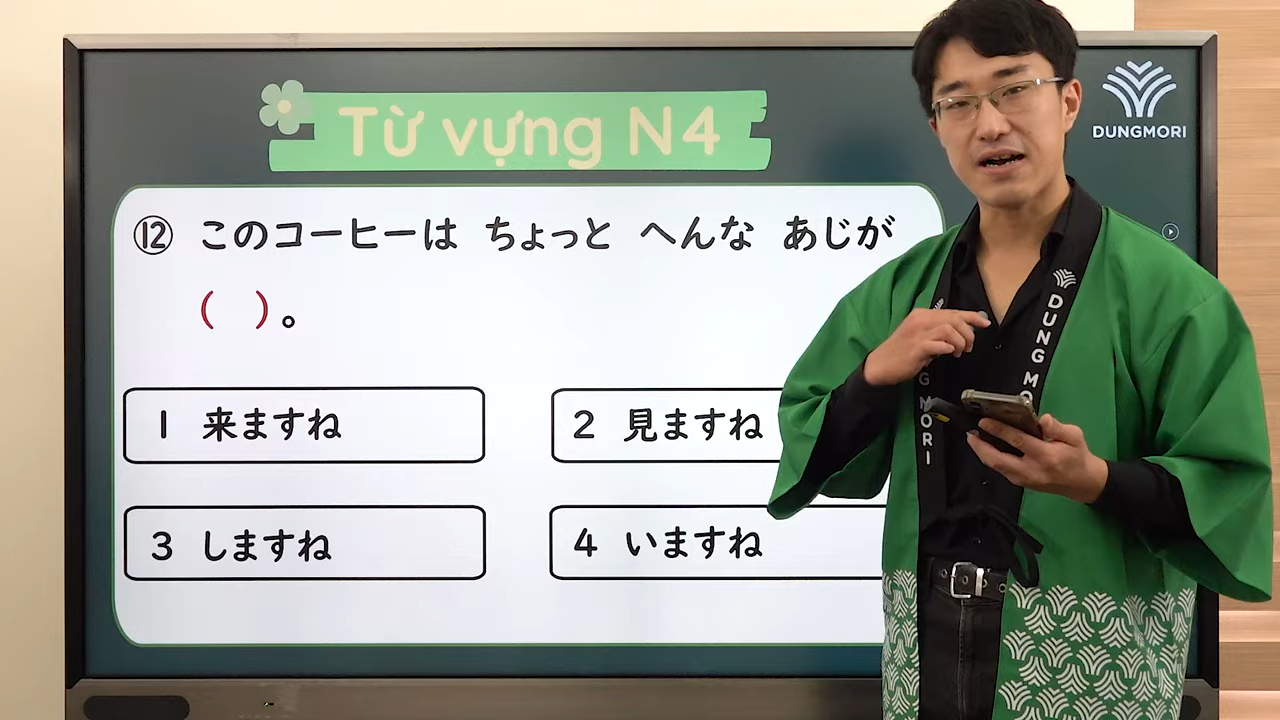 Từ vựng N4
DUNGMORI
⑫ このコーヒーは ちょっと へんな あじが
( )。
1 来ますね
2 見ますね
3 しますね
4 いますね
DUNG MO
G MORI